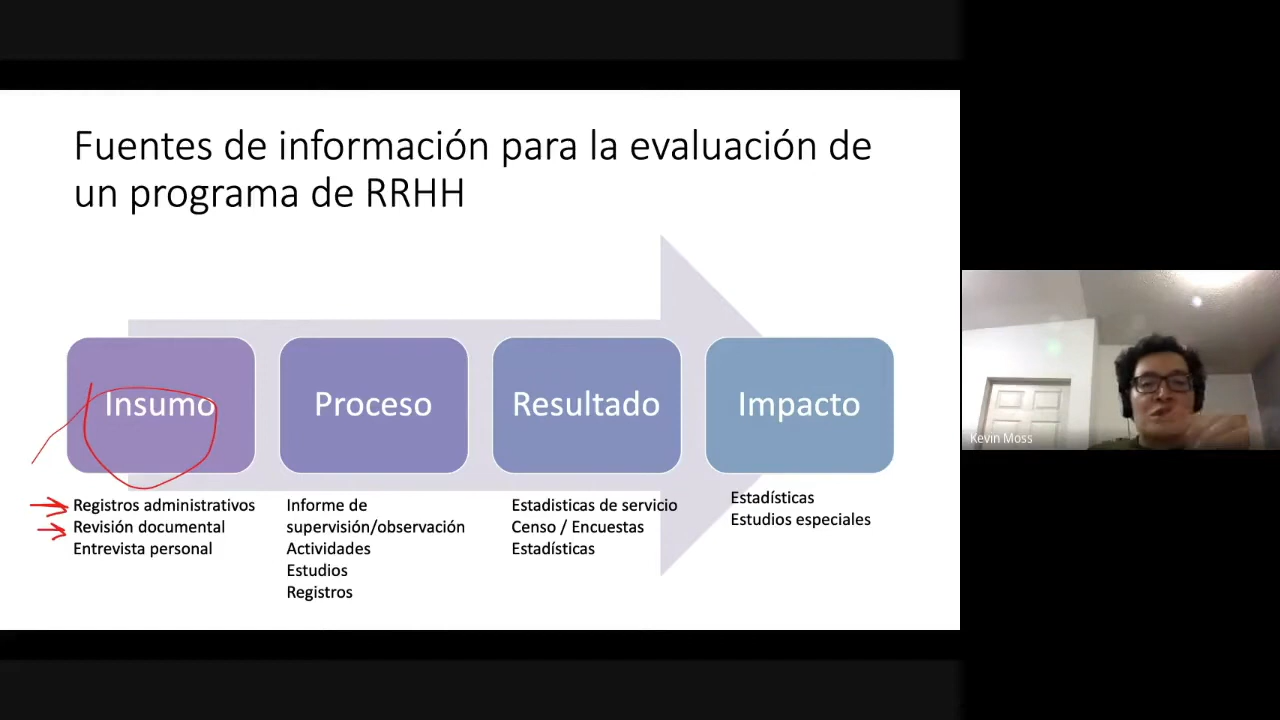 Fuentes de información para la evaluación de
un programa de RRHH
Insumo
Proceso
Resultado
Impacto
Registros administrativos
Revisión documental
Entrevista personal
Informe de
supervisión/observación
Actividades
Estudios
Registros
Estadisticas de servicio
Censo / Encuestas
Estadísticas
Estadísticas
Estudios especiales
Kevin Moss